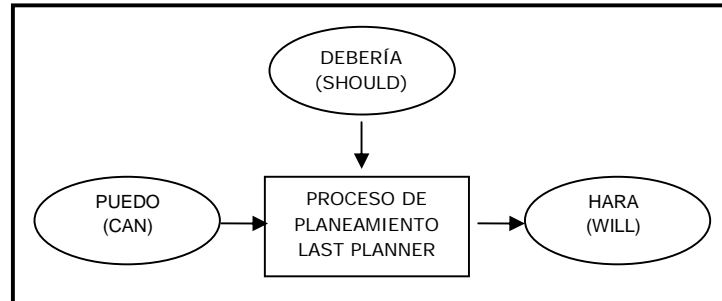 DEBERÍA
(SHOULD)
PUEDO
(CAN)
PROCESO DE
PLANEAMIENTO
LAST PLANNER
HARA
(WILL)